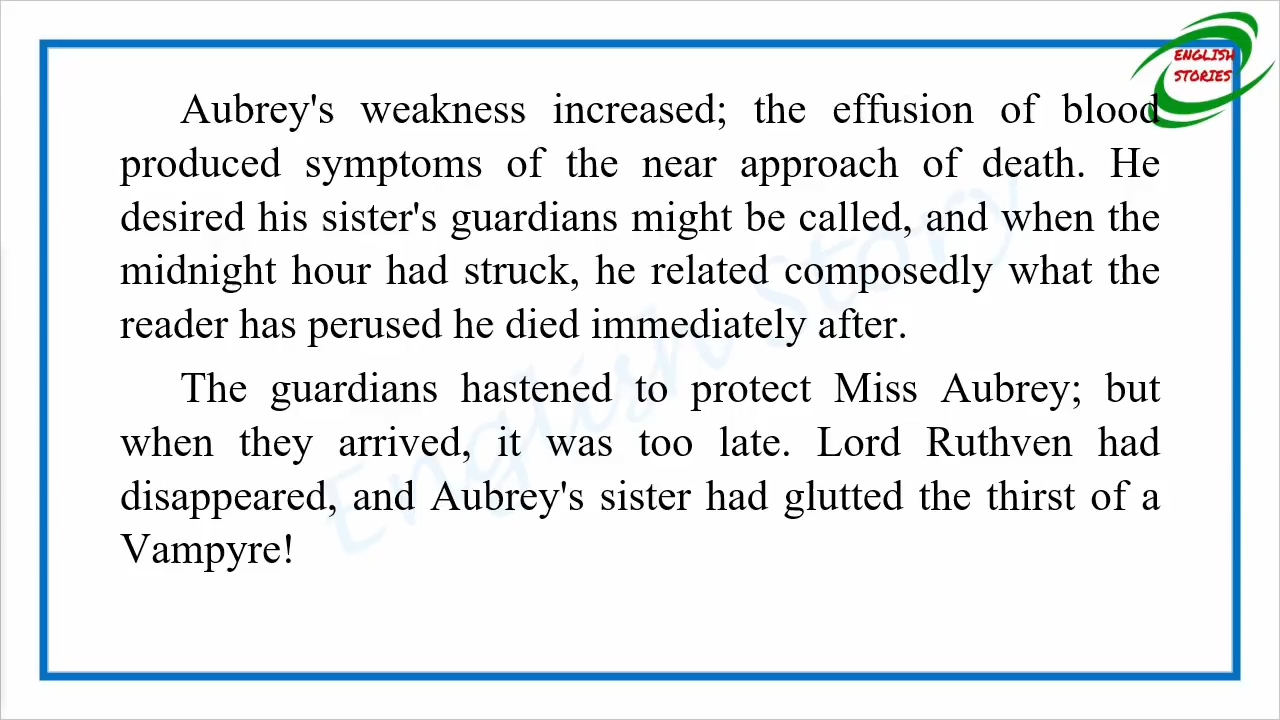 ENGLISH
STORIES
Aubrey's weakness increased; the effusion of blood
produced symptoms of the near approach of death. He
desired his sister's guardians might be called, and when the
midnight hour had struck, he related composedly what the
reader has perused he died immediately after.
The guardians hastened to protect Miss Aubrey; but
when they arrived, it was too late. Lord Ruthven had
disappeared, and Aubrey's sister had glutted the thirst of a
Vampyre!
English Story